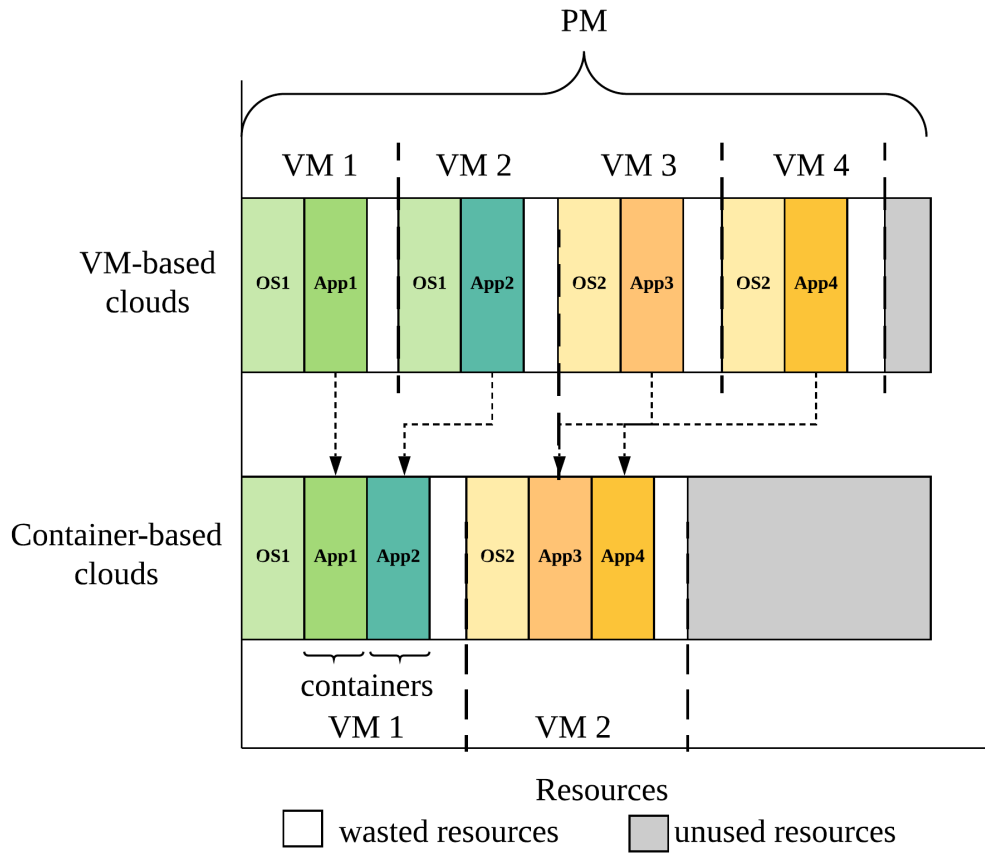 PM
VM 1
VM 2
VM 3
VM 4
VM-based
clouds
OS1
App1
OS1
App2
OS2
App3
OS2
App4
Container-based
clouds
OS1
App1
App2
OS2
App3
App4
containers
VM 1
VM 2
Resources
wasted resources
unused resources